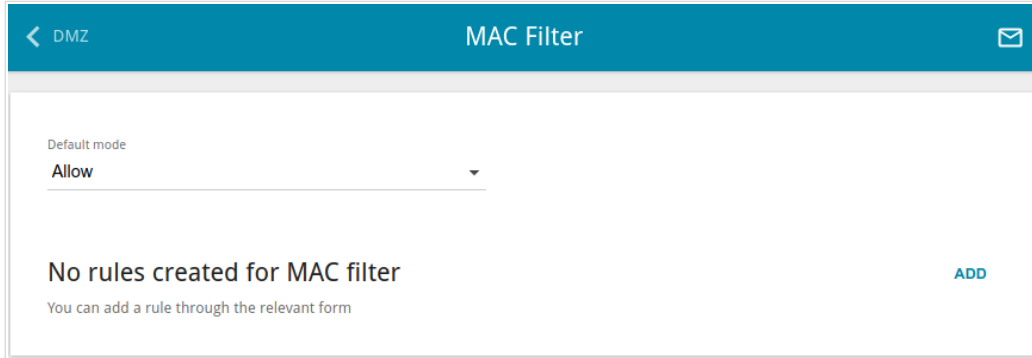 DMZ
MAC Filter
Default mode
Allow
No rules created for MAC filter
ADD
You can add a rule through the relevant form